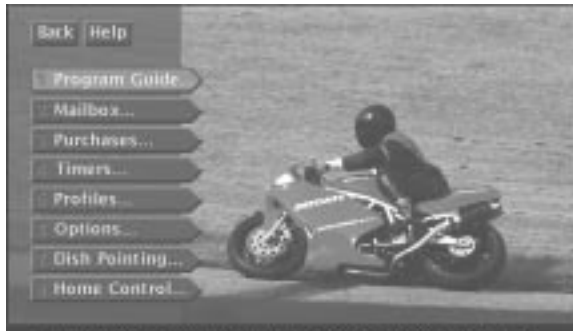 Back Help
Program Guide...
Mailbox...
Purchases...
Timers...
Profiles...
Options...
Dish Pointing...
Home Control...